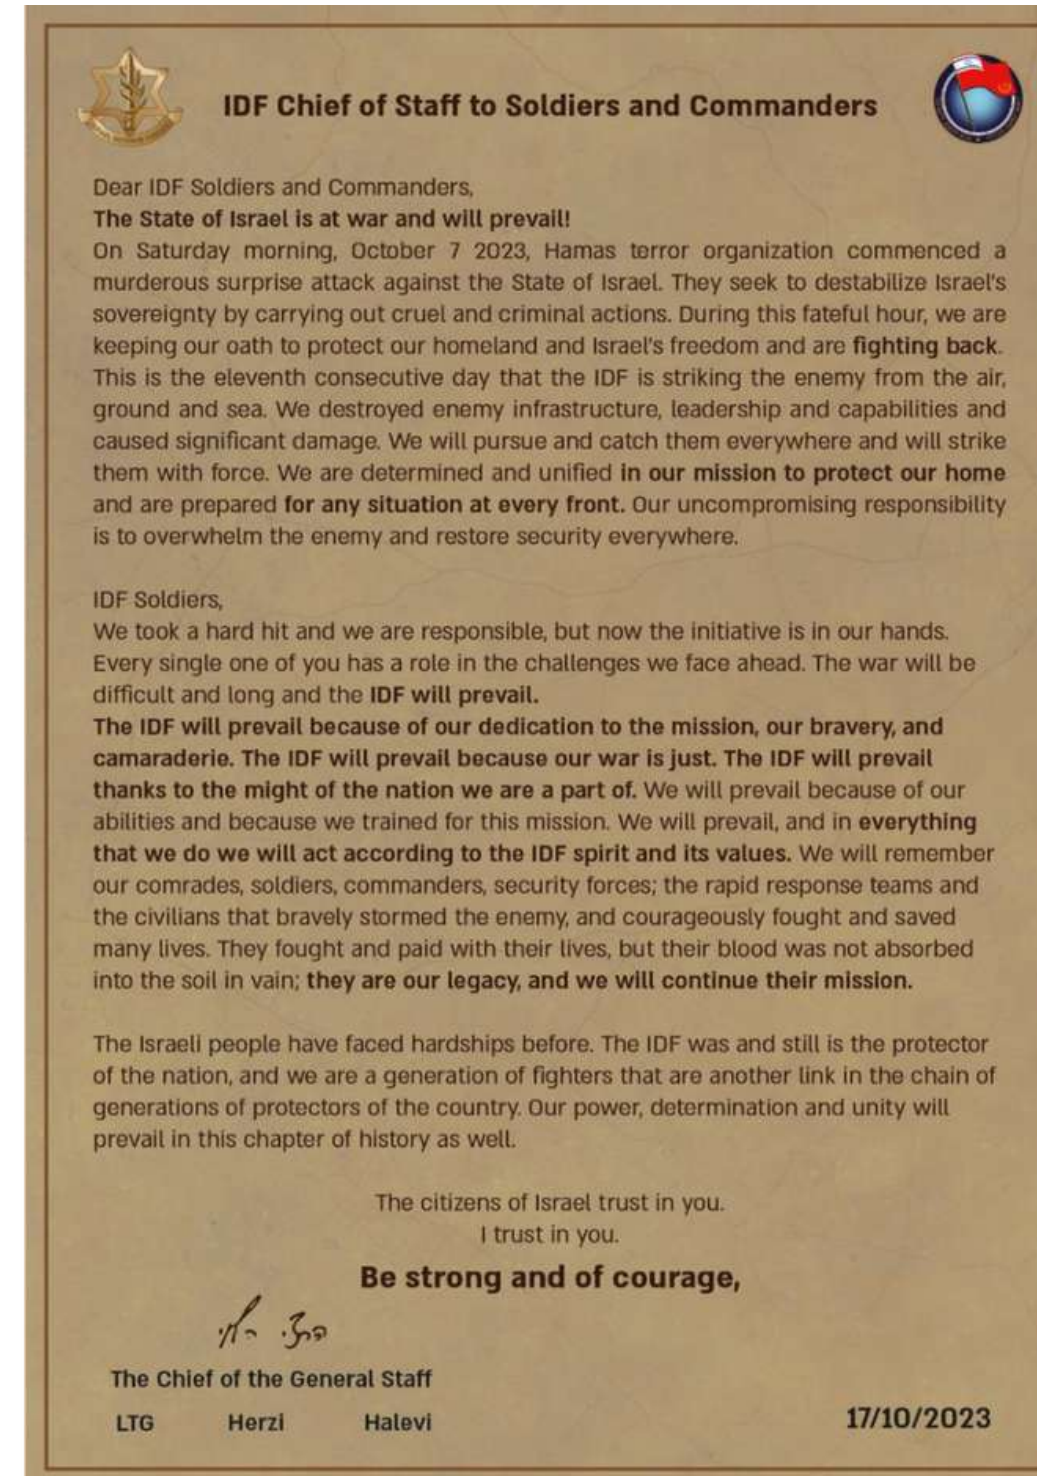 IDF Chief of Staff to Soldiers and Commanders
Dear IDF Soldiers and Commanders,
The State of Israel is at war and will prevail!
On Saturday morning, October 7 2023, Hamas terror organization commenced a
murderous surprise attack against the State of Israel. They seek to destabilize Israel's
sovereignty by carrying out cruel and criminal actions. During this fateful hour, we are
keeping our oath to protect our homeland and Israel's freedom and are fighting back.
This is the eleventh consecutive day that the IDF is striking the enemy from the air,
ground and sea. We destroyed enemy infrastructure, leadership and capabilities and
caused significant damage. We will pursue and catch them everywhere and will strike
them with force. We are determined and unified in our mission to protect our home
and are prepared for any situation at every front. Our uncompromising responsibility
is to overwhelm the enemy and restore security everywhere.
IDF Soldiers,
We took a hard hit and we are responsible, but now the initiative is in our hands.
Every single one of you has a role in the challenges we face ahead. The war will be
difficult and long and the IDF will prevail.
The IDF will prevail because of our dedication to the mission, our bravery, and
camaraderie. The IDF will prevail because our war is just. The IDF will prevail
thanks to the might of the nation we are a part of. We will prevail because of our
abilities and because we trained for this mission. We will prevail, and in everything
that we do we will act according to the IDF spirit and its values. We will remember
our comrades, soldiers, commanders, security forces; the rapid response teams and
the civilians that bravely stormed the enemy, and courageously fought and saved
many lives. They fought and paid with their lives, but their blood was not absorbed
into the soil in vain; they are our legacy, and we will continue their mission.
The Israeli people have faced hardships before. The IDF was and still is the protector
of the nation, and we are a generation of fighters that are another link in the chain of
generations of protectors of the country. Our power, determination and unity will
prevail in this chapter of history as well.
The citizens of Israel trust in you.
I trust in you.
Be strong and of courage,
The Chief of the General Staff
LTG Herzi Halevi
17/10/2023